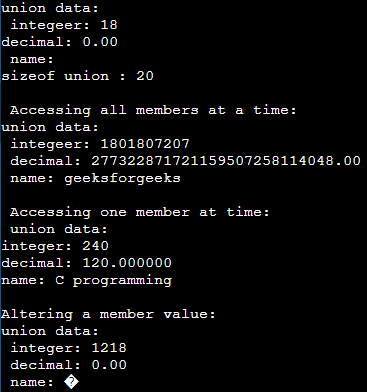 union data:
integeer: 18
decimal: 0.00
name:
sizeof union : 20
Accessing all members at a time:
union data:
integeer: 1801807207
decimal: 277322871721159507258114048.00
name: geeksforgeeks
Accessing one member at time:
union data:
integer: 240
decimal: 120.000000
name: C programming
Altering a member value:
union data:
integer: 1218
decimal: 0.00
name: �